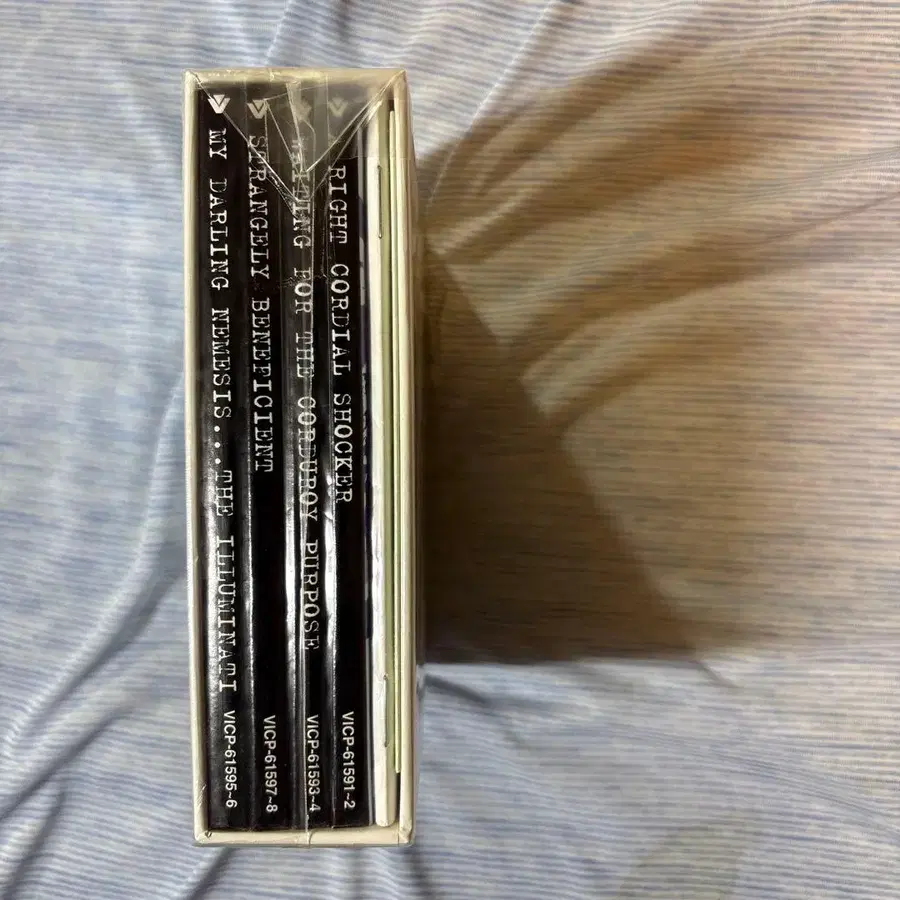 MY DARLING NEMESIS...THE ILLUMINATI
VICP-61595~6
STRANGELY BENEFICIENT
VICP-61597~8
FOR THE CORDUROY PURPOSE
VICP-61593~4
RIGHT CORDIAL SHOCKER
VICP-61591~2